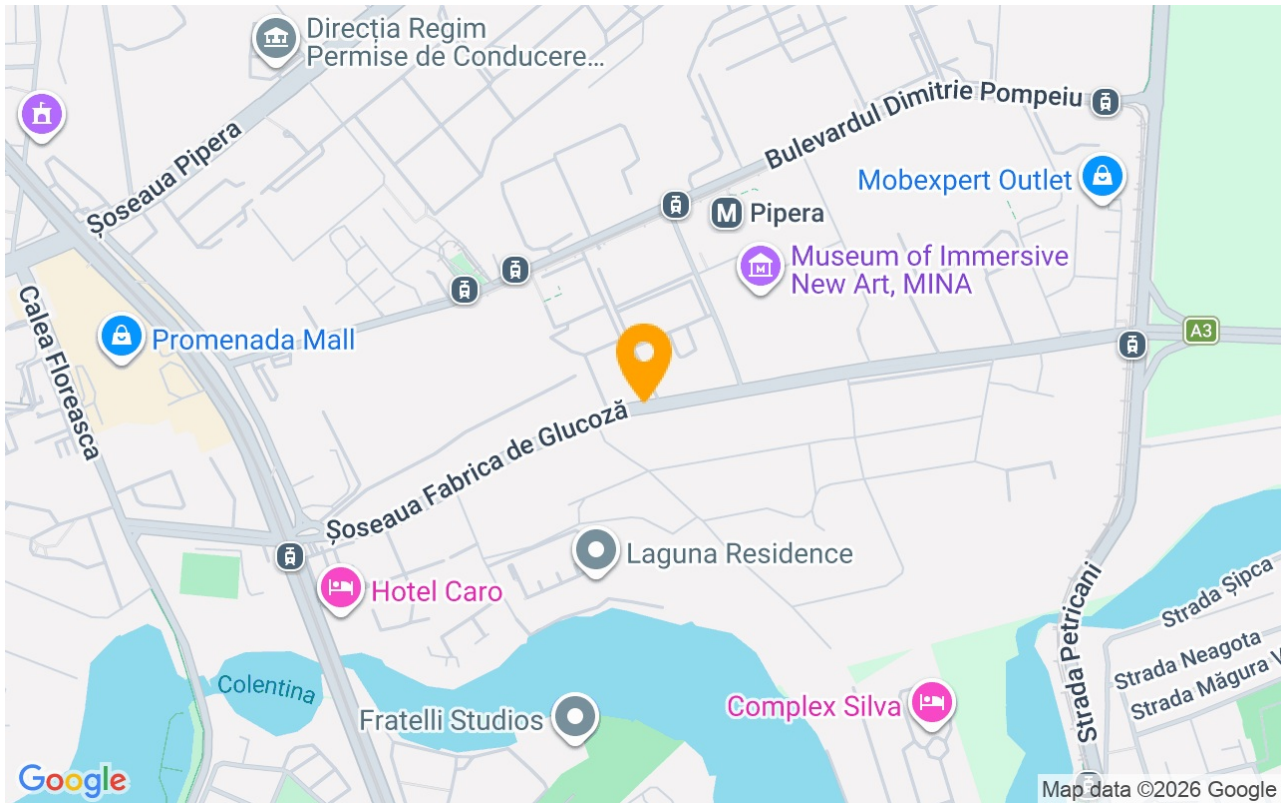 Direcția Regim
Permise de Conducere...
Șoseaua Pipera
Bulevardul Dimitrie Pompeiu
Mobexpert Outlet
M Pipera
Museum of Immersive
New Art, MINA
Calea Floreasca
Promenada Mall
A3
Șoseaua Fabrica de Glucoză
Laguna Residence
Hotel Caro
Strada Petricani
Strada Șipca
Strada Neagota
Strada Măgura V
Colentina
Fratelli Studios
Complex Silva
Google
Map data ©2026 Google